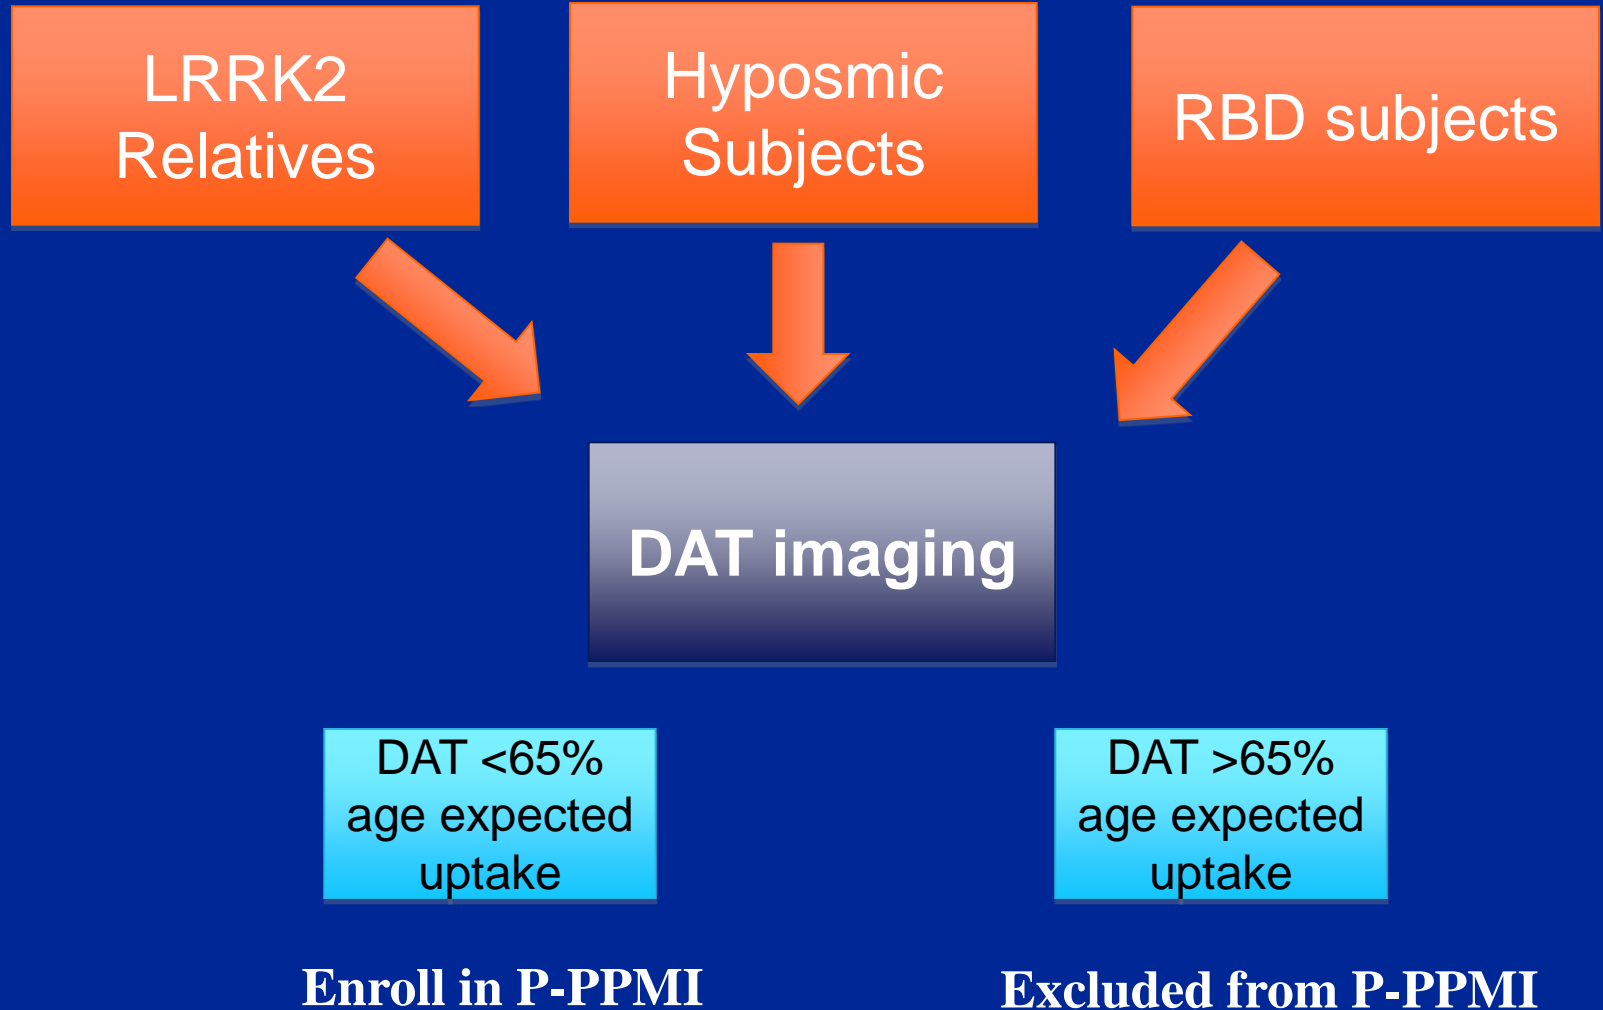 LRRK2
Relatives
Hyposmic
Subjects
RBD subjects
DAT imaging
DAT <65%
age expected
uptake
DAT >65%
age expected
uptake
Enroll in P-PPMI
Excluded from P-PPMI